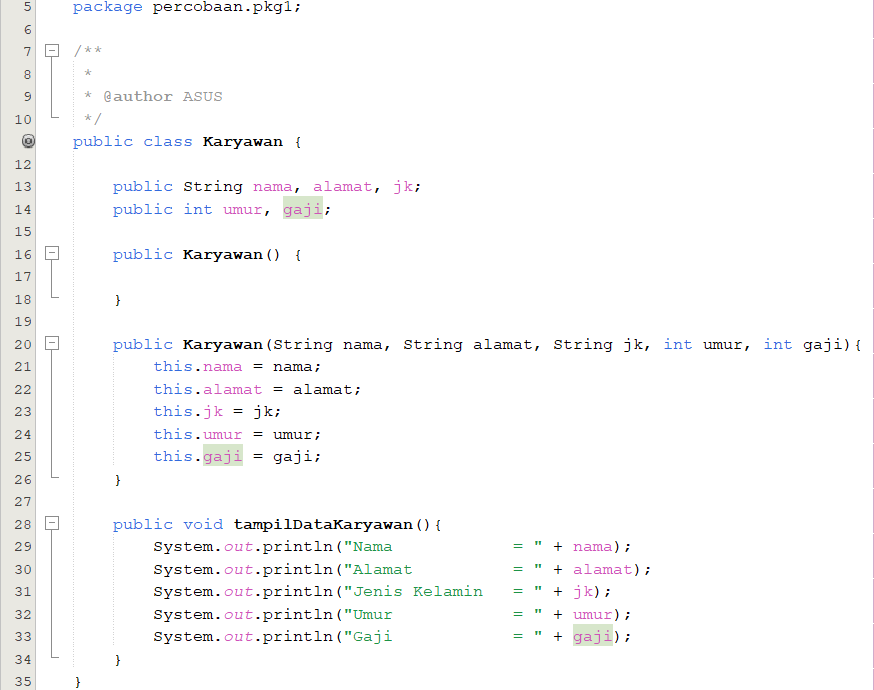 5 package percobaan.pkg1;
6
7 /**
8  *
9  * @author ASUS
10  */
public class Karyawan {
12
13     public String nama, alamat, jk;
14     public int umur, gaji;
15
16     public Karyawan() {
17
18     }
19
20     public Karyawan(String nama, String alamat, String jk, int umur, int gaji){
21         this.nama = nama;
22         this.alamat = alamat;
23         this.jk = jk;
24         this.umur = umur;
25         this.gaji = gaji;
26     }
27
28     public void tampilDataKaryawan(){
29         System.out.println("Nama            = " + nama);
30         System.out.println("Alamat          = " + alamat);
31         System.out.println("Jenis Kelamin   = " + jk);
32         System.out.println("Umur            = " + umur);
33         System.out.println("Gaji            = " + gaji);
34     }
35 }